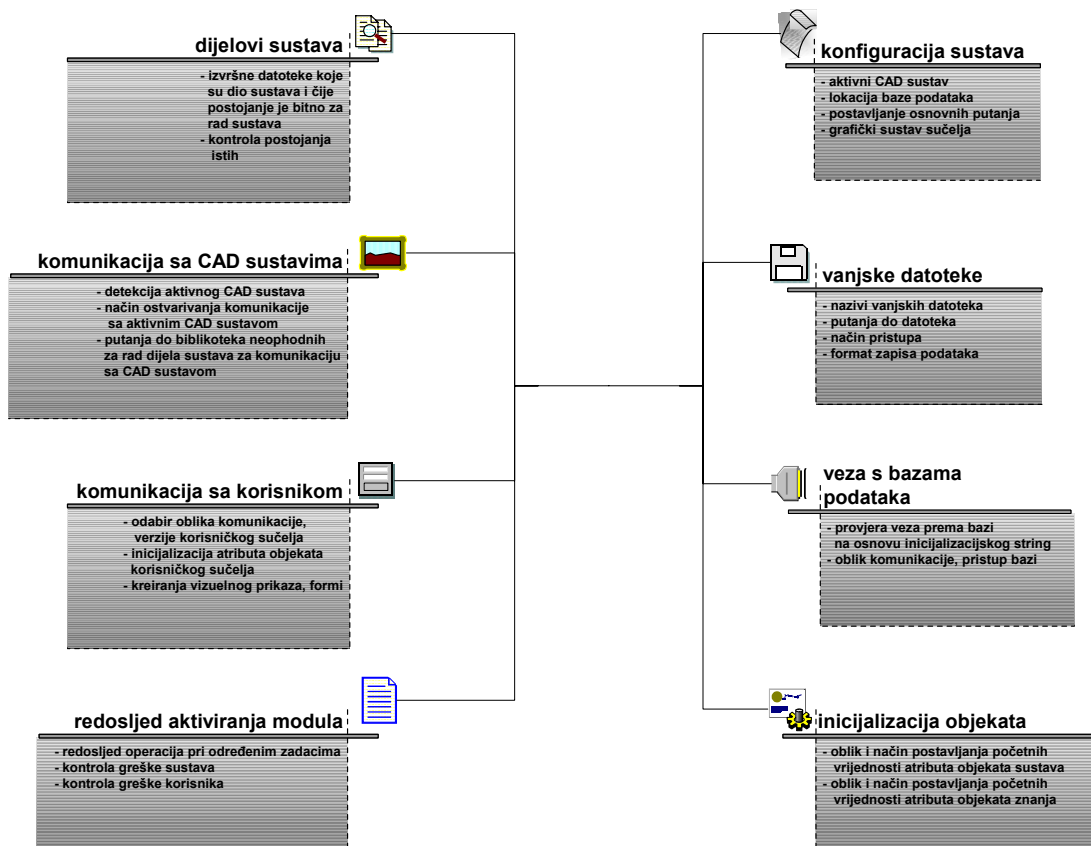 dijelovi sustava
- izvršne datoteke koje
su dio sustava i čije
postojanje je bitno za
rad sustava
- kontrola postojanja
istih
komunikacija sa CAD sustavima
- detekcija aktivnog CAD sustava
- način ostvarivanja komunikacije
sa aktivnim CAD sustavom
- putanja do biblikoteka neophodnih
za rad dijela sustava za komunikaciju
sa CAD sustavom
komunikacija sa korisnikom
- odabir oblika komunikacije,
verzije korisničkog sučelja
- inicijalizacija atributa objekata
korisničkog sučelja
- kreiranja vizuelnog prikaza, formi
redosljed aktiviranja modula
- redosljed operacija pri određenim zadacima
- kontrola greške sustava
- kontrola greške korisnika
konfiguracija sustava
- aktivni CAD sustav
- lokacija baze podataka
- postavljanje osnovnih putanja
- grafički sustav sučelja
vanjske datoteke
- nazivi vanjskih datoteka
- putanja do datoteka
- način pristupa
- format zapisa podataka
veza s bazama
podataka
- provjera veza prema bazi
na osnovu inicijalizacijskog string
- oblik komunikacije, pristup bazi
inicijalizacija objekata
- oblik i način postavljanja početnih
vrijednosti atributa objekata sustava
- oblik i način postavljanja početnih
vrijednosti atributa objekata znanja